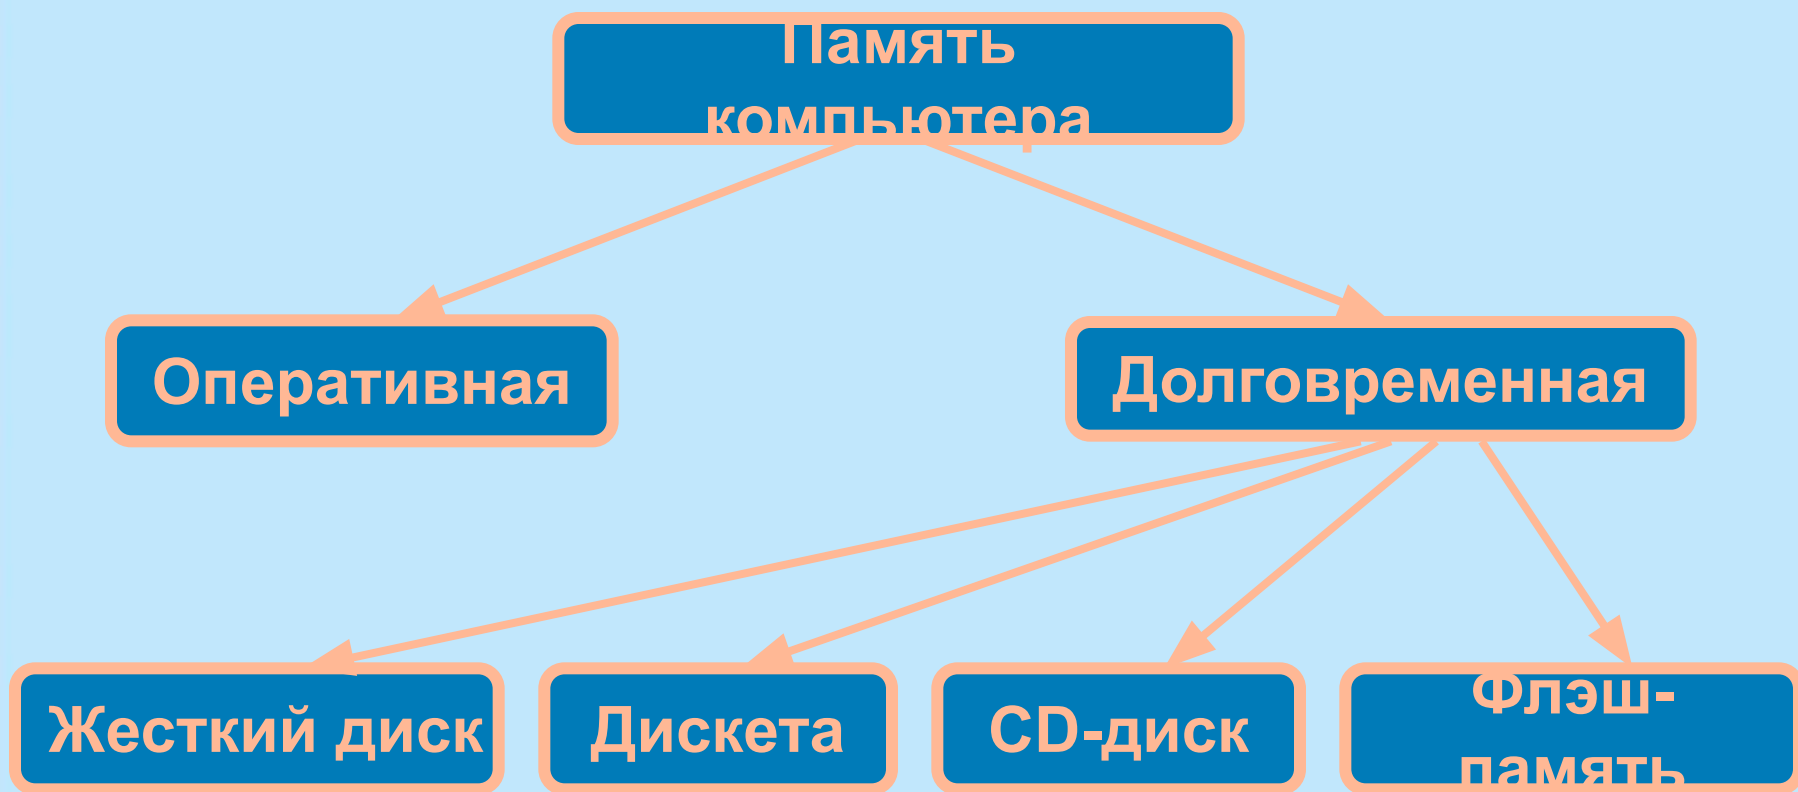 Память
компьютера
Оперативная
Долговременная
Жесткий диск
Дискета
CD-диск
Флэш-
память